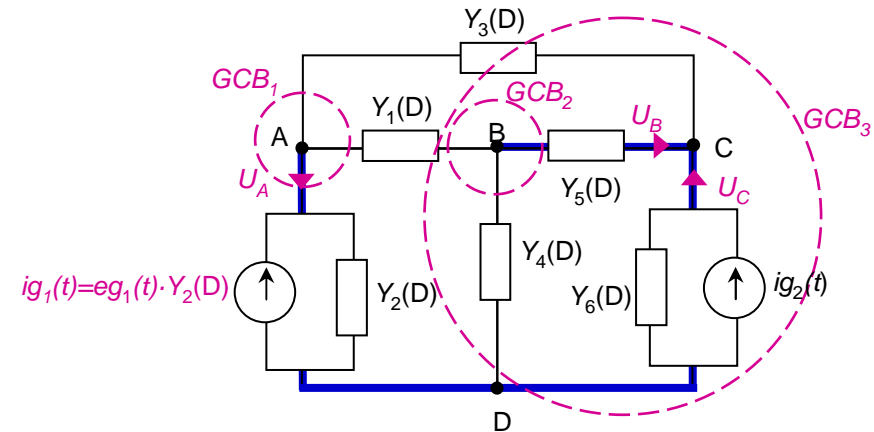 Y3(D)
GCB1
GCB2
Y1(D)
GCB3
A
B
UB
C
UA
UC
Y5(D)
Y4(D)
ig1(t)=eg1(t)·Y2(D)
Y2(D)
Y6(D)
ig2(t)
D